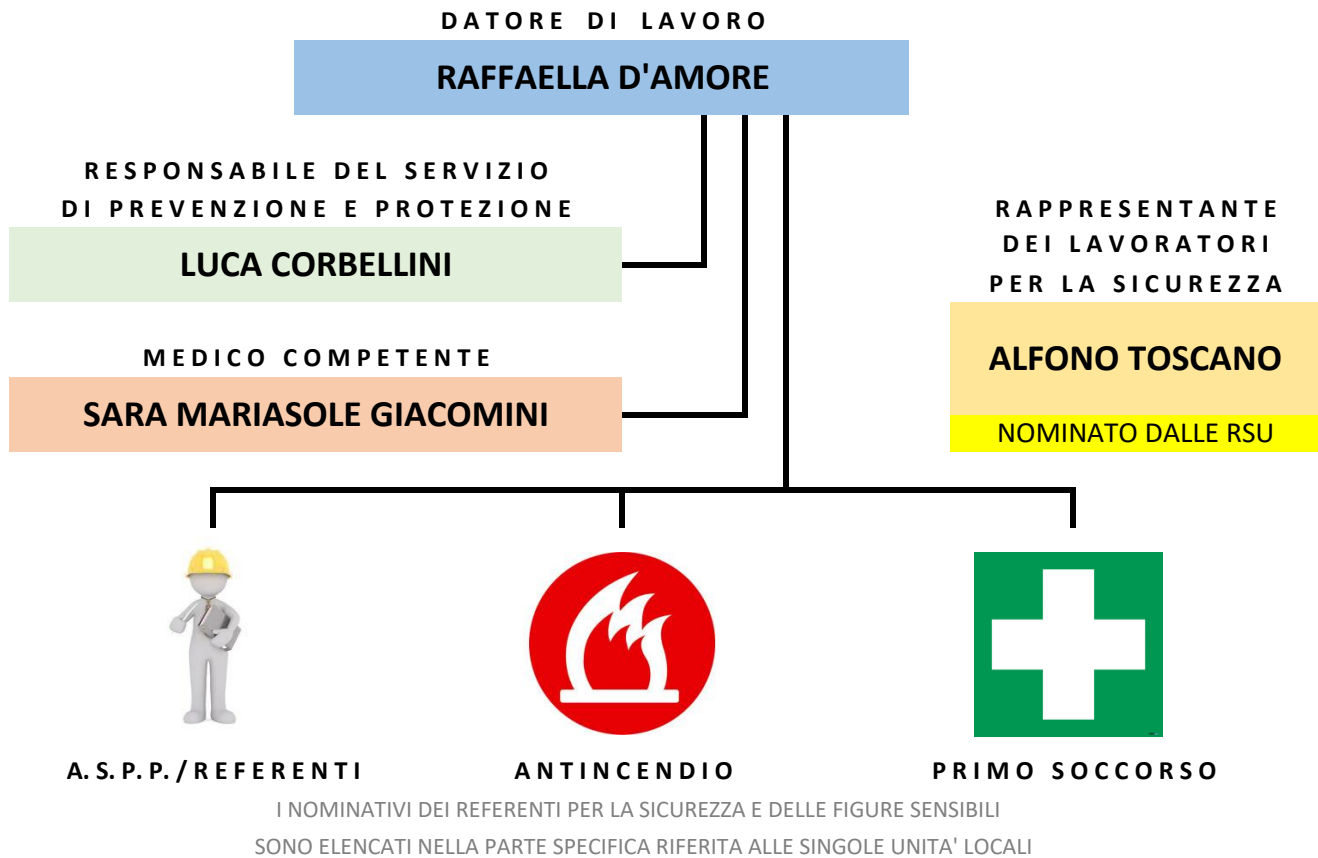 DATORE DI LAVORO
RAFFAELLA D'AMORE
RESPONSABILE DEL SERVIZIO
DI PREVENZIONE E PROTEZIONE
LUCA CORBELLINI
MEDICO COMPETENTE
SARA MARIASOLE GIACOMINI
RAPPRESENTANTE
DEI LAVORATORI
PER LA SICUREZZA
ALFONO TOSCANO
NOMINATO DALLE RSU
A.S.P.P./REFERENTI
ANTINCENDIO
PRIMO SOCCORSO
I NOMINATIVI DEI REFERENTI PER LA SICUREZZA E DELLE FIGURE SENSIBILI
SONO ELENCATI NELLA PARTE SPECIFICA RIFERITA ALLE SINGOLE UNITA' LOCALI